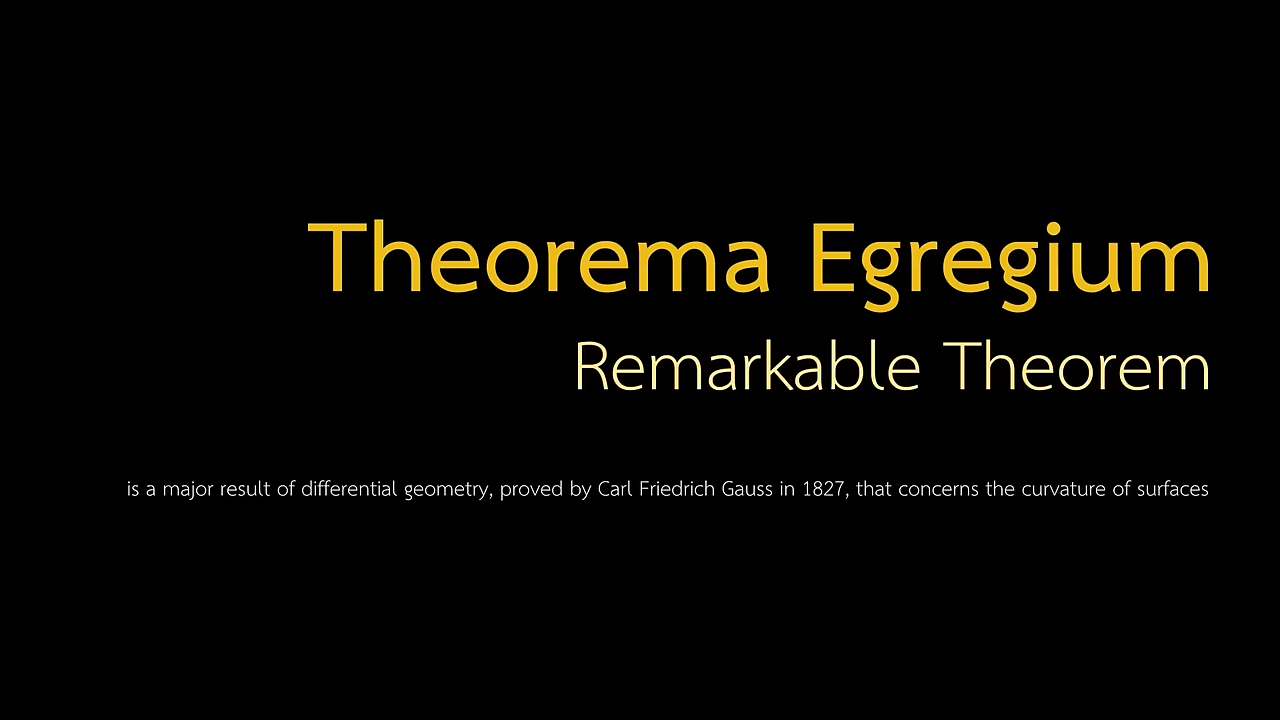 Theorema Egregium
Remarkable Theorem
is a major result of differential geometry, proved by Carl Friedrich Gauss in 1827, that concerns the curvature of surfaces